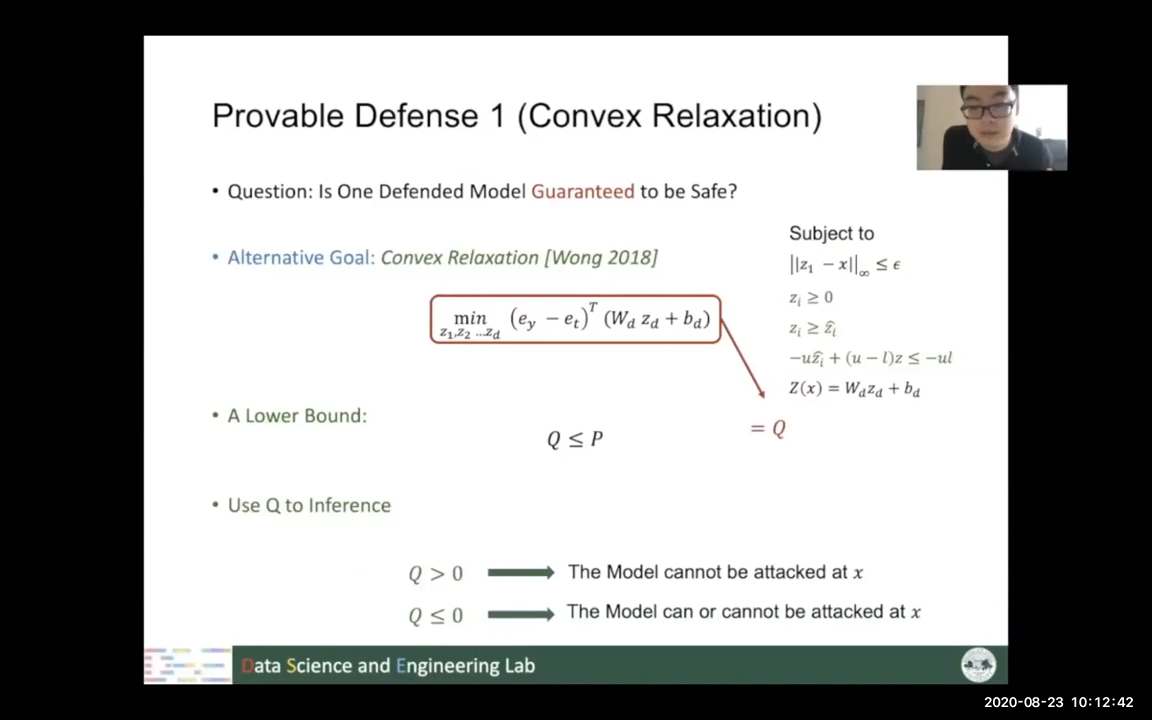 Provable Defense 1 (Convex Relaxation)
• Question: Is One Defended Model Guaranteed to be Safe?
Subject to
• Alternative Goal: Convex Relaxation [Wong 2018]
||z₁ − x||∞ ≤ ϵ
zᵢ ≥ 0
min z₁,z₂ …z_d (e_y − e_t)ᵀ (W_d z_d + b_d)
zᵢ ≥ ẑᵢ
−uẑᵢ + (u − l)z ≤ −ul
Z(x) = W_d z_d + b_d
• A Lower Bound:
= Q
Q ≤ P
• Use Q to Inference
Q > 0 The Model cannot be attacked at x
Q ≤ 0 The Model can or cannot be attacked at x
Data Science and Engineering Lab
2020-08-23 10:12:42